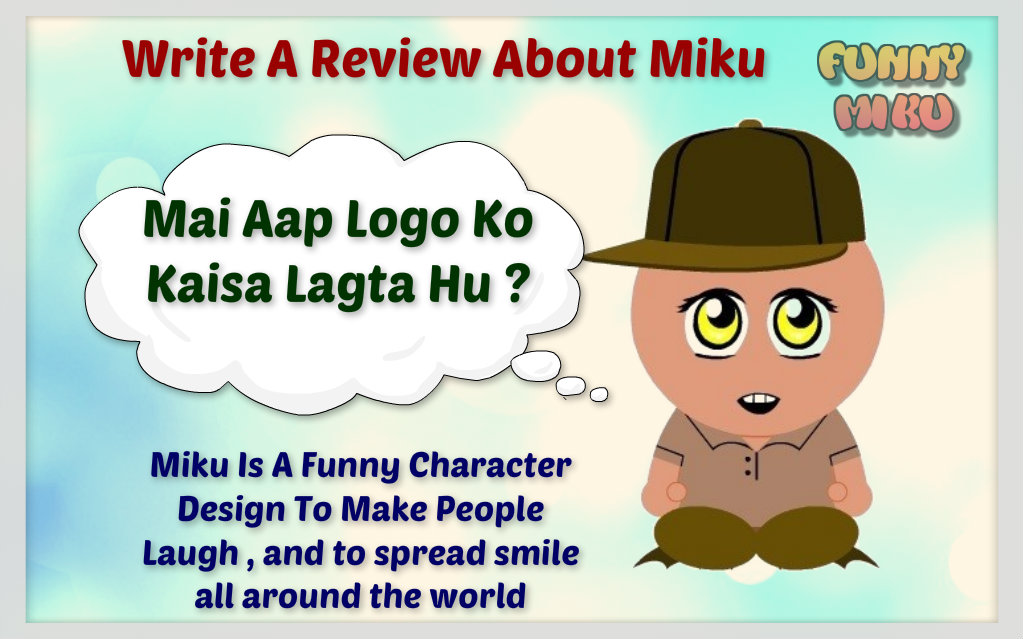 Write A Review About Miku
FUNNY
MIKU
Mai Aap Logo Ko
Kaisa Lagta Hu ?
Miku Is A Funny Character
Design To Make People
Laugh , and to spread smile
all around the world